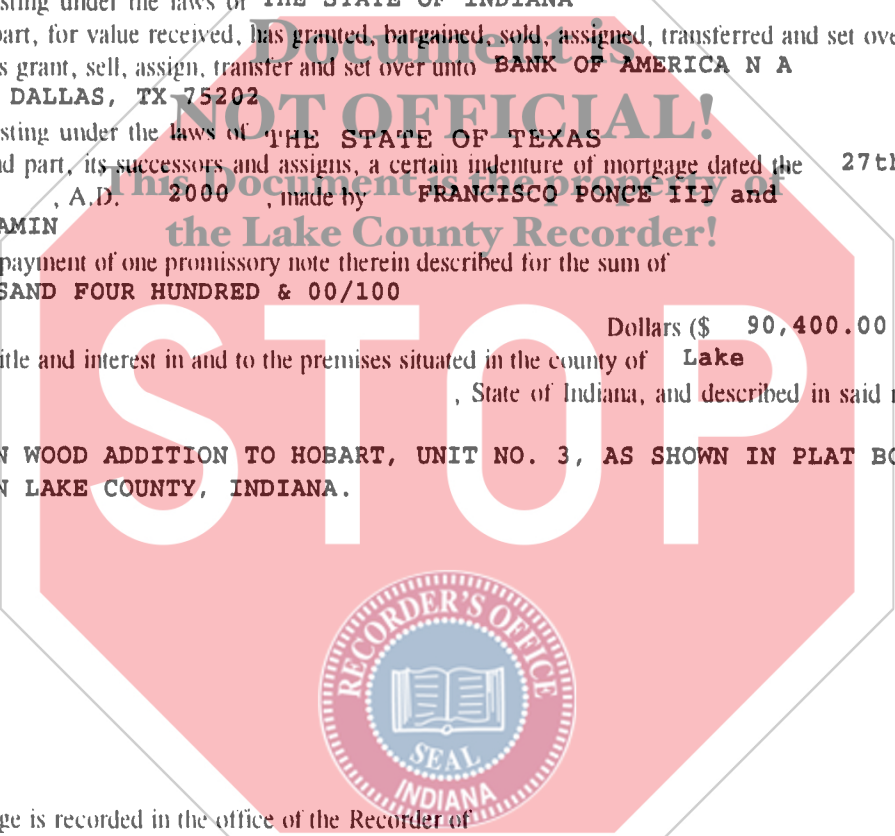 sting under the laws of THE STATE OF INDIANA
part, for value received, has granted, bargained, sold, assigned, transferred and set ove
s grant, sell, assign, transfer and set over unto BANK OF AMERICA N A
DALLAS, TX 75202
sting under the laws of THE STATE OF TEXAS
nd part, its successors and assigns, a certain indenture of mortgage dated the 27th
, A.D. 2000 , made by FRANCISCO PONCE III and
AMIN
payment of one promissory note therein described for the sum of
SAND FOUR HUNDRED & 00/100
Dollars ($ 90,400.00
itle and interest in and to the premises situated in the county of Lake
, State of Indiana, and described in said
N WOOD ADDITION TO HOBART, UNIT NO. 3, AS SHOWN IN PLAT BO
N LAKE COUNTY, INDIANA.
ge is recorded in the office of the Recorder of
Document is
NOT OFFICIAL!
This Document is the property of
the Lake County Recorder!
STOP
RECORDER'S OFFICE
SEAL
INDIANA